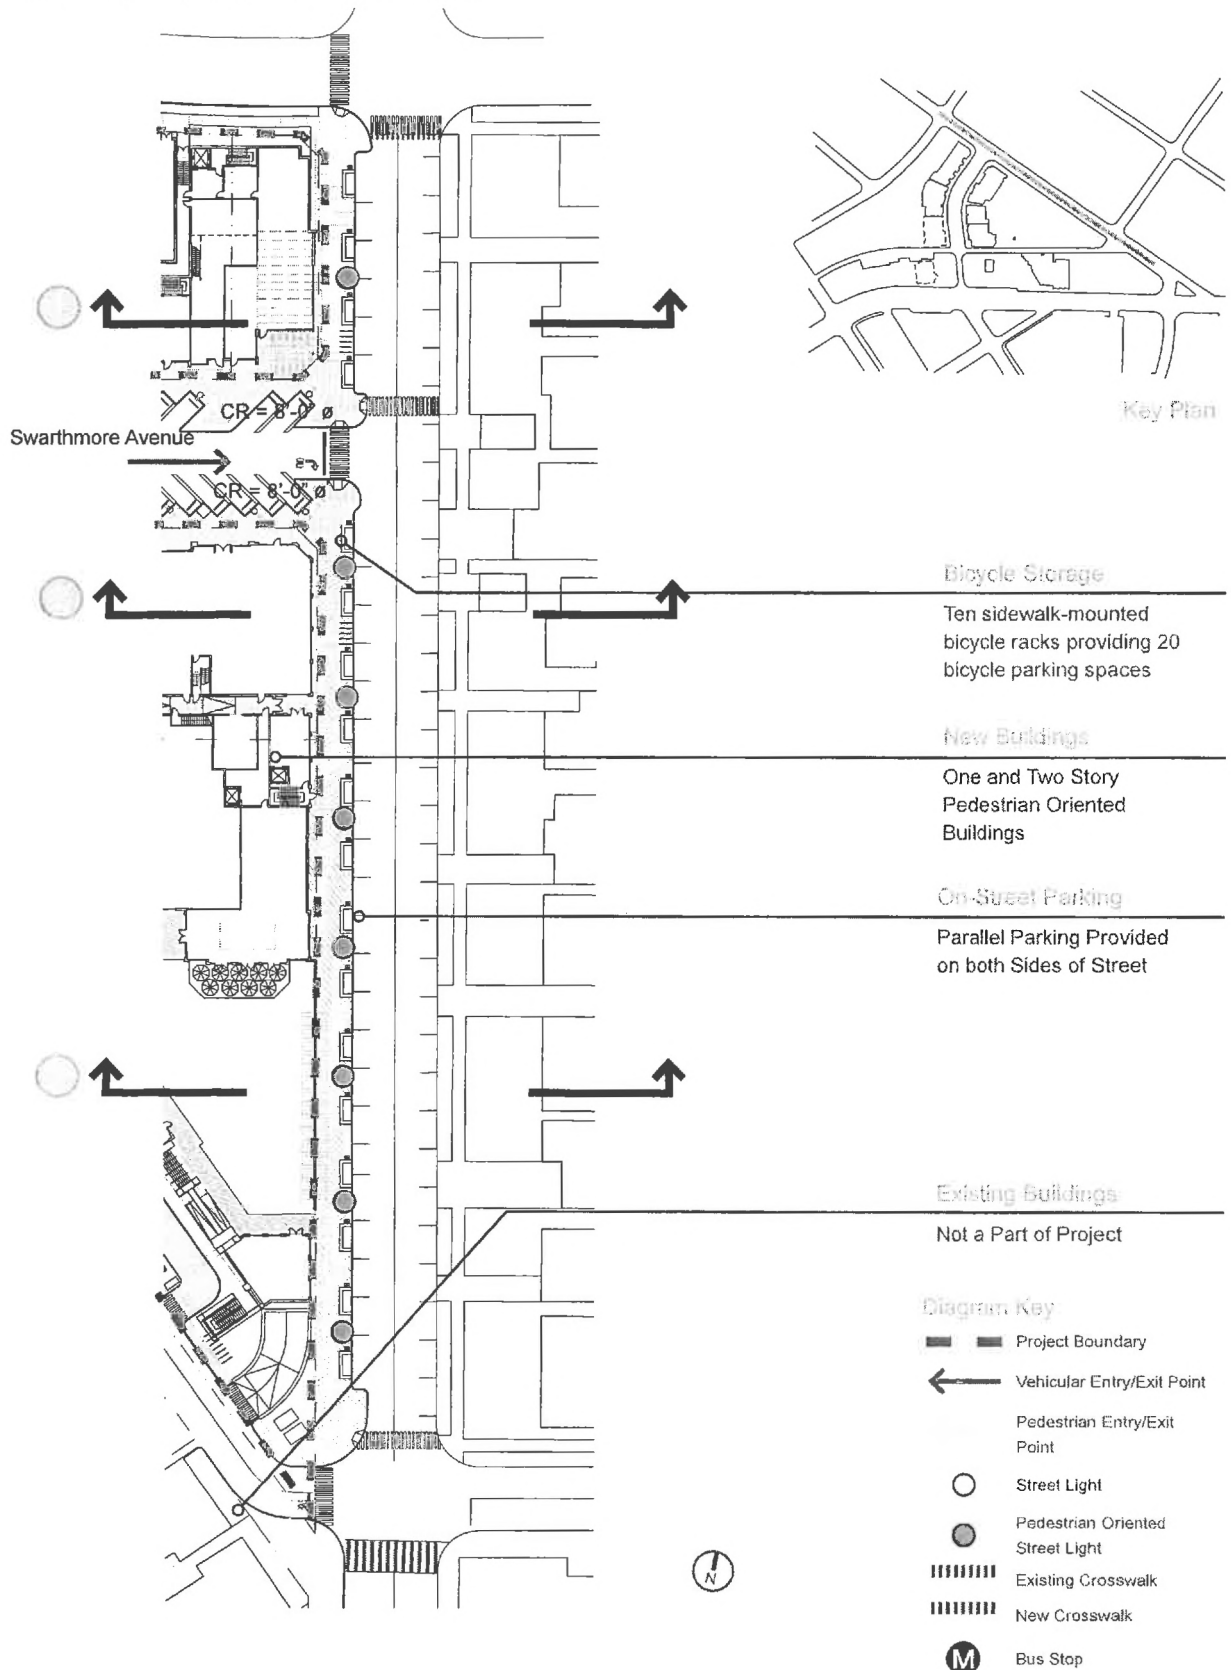 Key Plan
CR = 8'-0" ø
Swarthmore Avenue
CR = 8'-0" ø
Bicycle Storage
Ten sidewalk-mounted
bicycle racks providing 20
bicycle parking spaces
New Buildings
One and Two Story
Pedestrian Oriented
Buildings
On-Street Parking
Parallel Parking Provided
on both Sides of Street
Existing Buildings
Not a Part of Project
Diagram Key
Project Boundary
Vehicular Entry/Exit Point
Pedestrian Entry/Exit
Point
Street Light
Pedestrian Oriented
Street Light
Existing Crosswalk
New Crosswalk
M Bus Stop
N